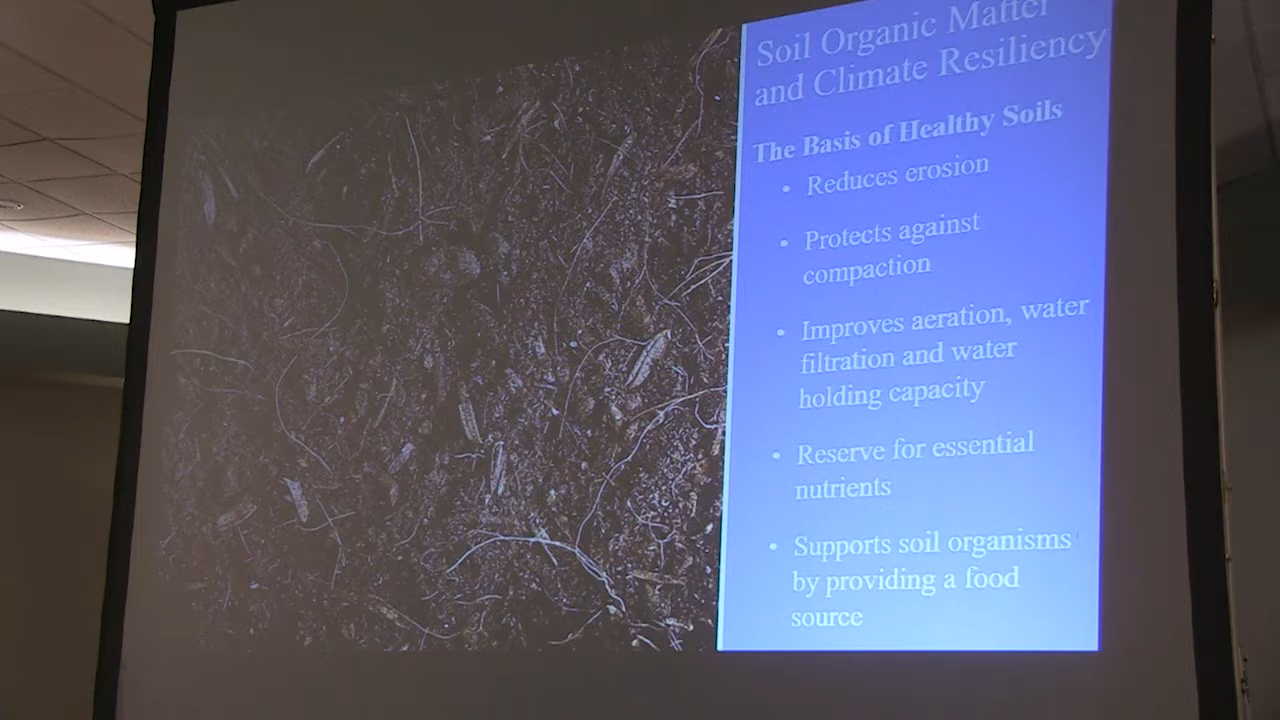 Soil Organic Matter
and Climate Resiliency
The Basis of Healthy Soils
• Reduces erosion
• Protects against
compaction
• Improves aeration, water
filtration and water
holding capacity
• Reserve for essential
nutrients
• Supports soil organisms
by providing a food
source